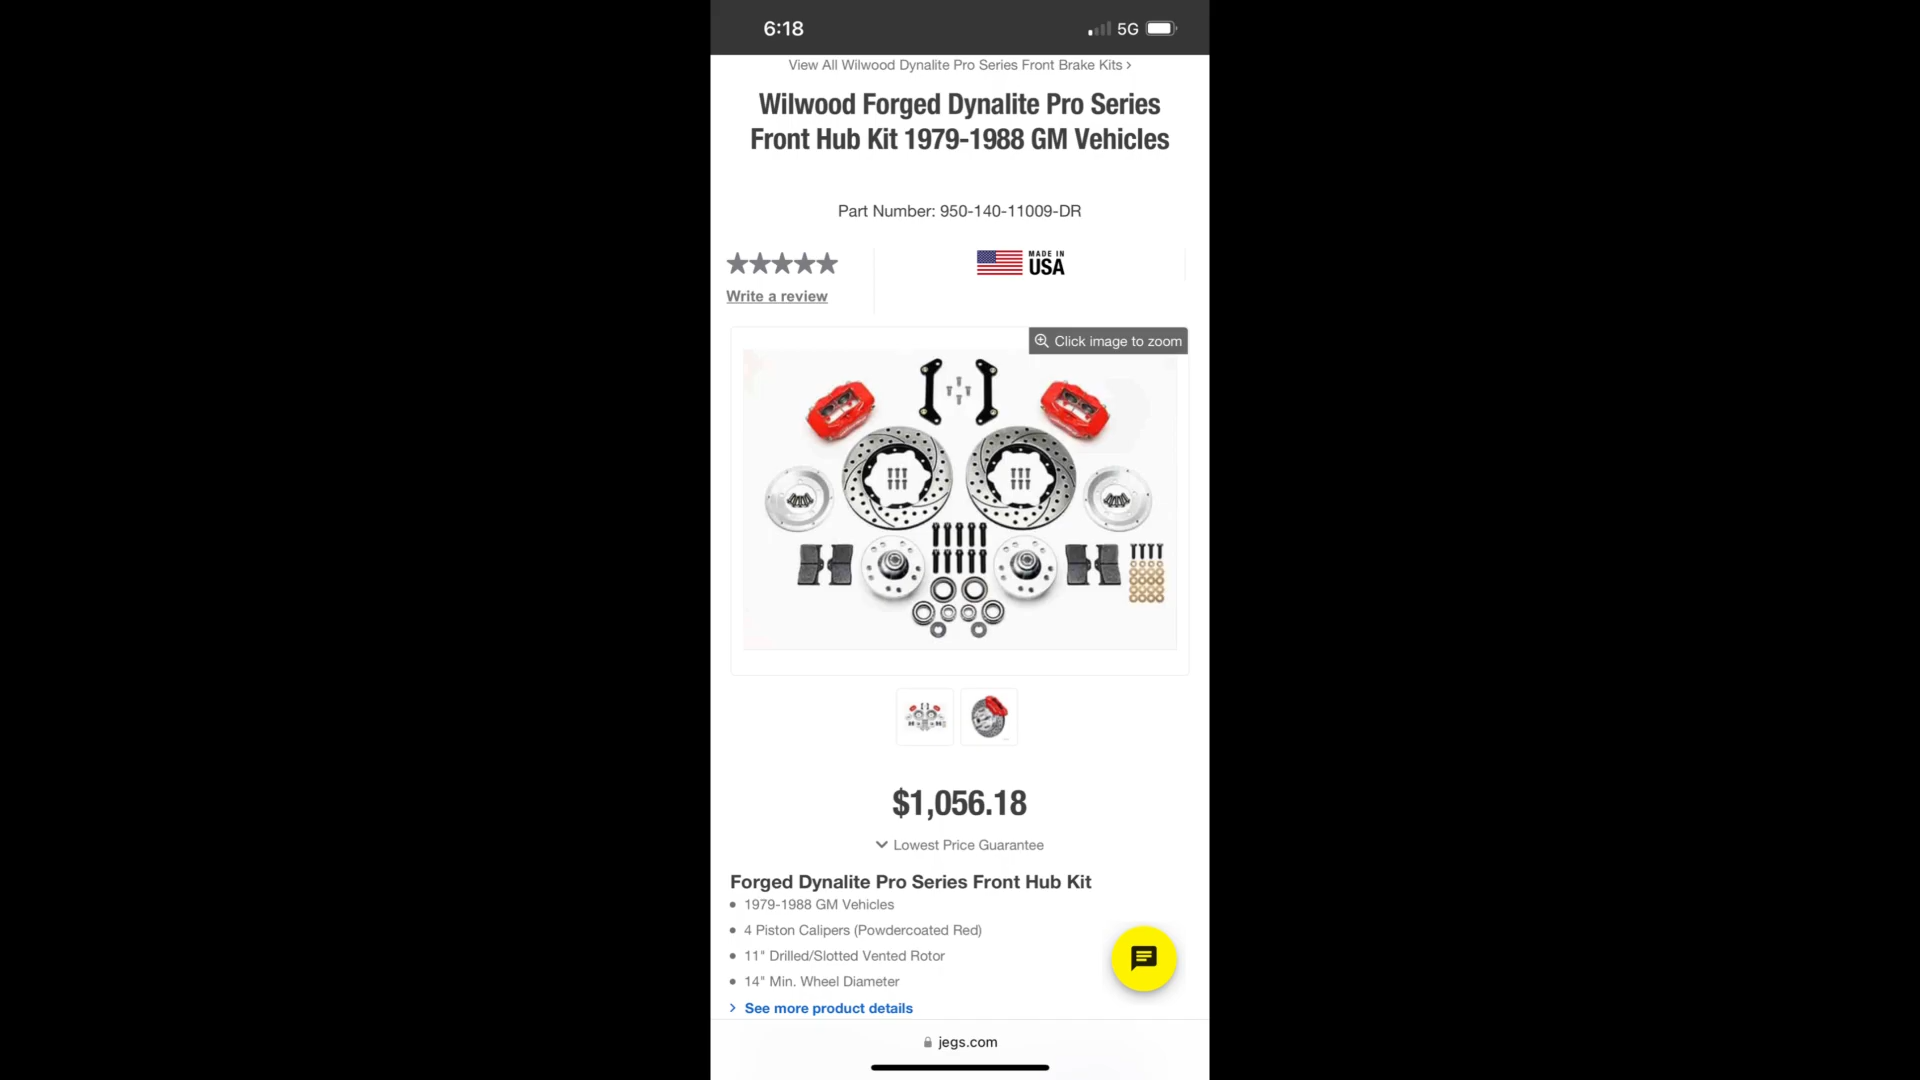 6:18
5G
View All Wilwood Dynalite Pro Series Front Brake Kits ›
Wilwood Forged Dynalite Pro Series
Front Hub Kit 1979-1988 GM Vehicles
Part Number: 950-140-11009-DR
MADE IN
USA
Write a review
Click image to zoom
$1,056.18
Lowest Price Guarantee
Forged Dynalite Pro Series Front Hub Kit
• 1979-1988 GM Vehicles
• 4 Piston Calipers (Powdercoated Red)
• 11" Drilled/Slotted Vented Rotor
• 14" Min. Wheel Diameter
› See more product details
jegs.com